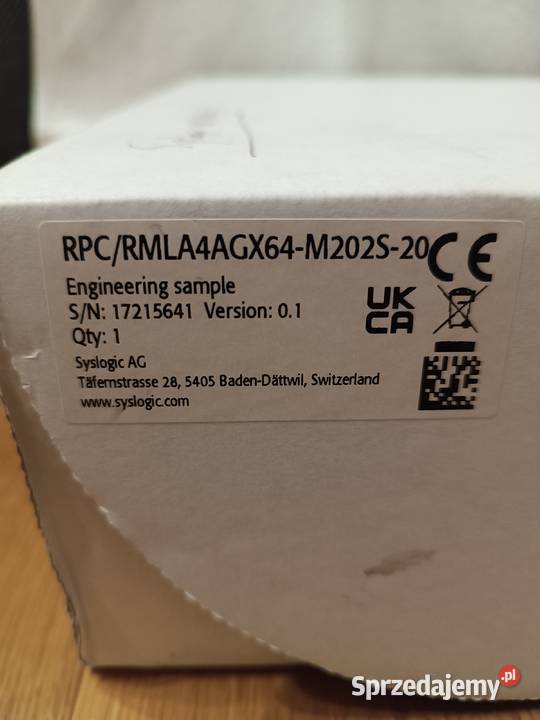 RPC/RMLA4AGX64-M202S-20
CE
Engineering sample
S/N: 17215641 Version: 0.1
Qty: 1
UK
CA
Syslogic AG
Täfernstrasse 28, 5405 Baden-Dättwil, Switzerland
www.syslogic.com
Sprzedajemy.pl